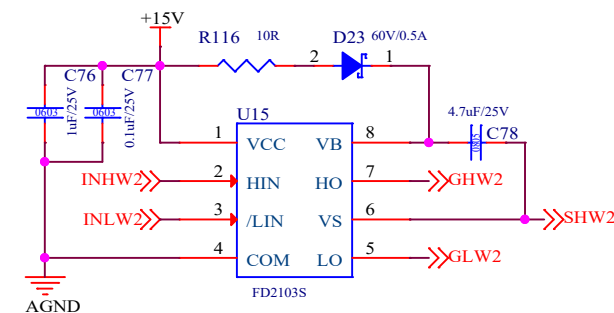 +15V
R116 10R
D23 60V/0.5A
2 1
C76 C77
0603 1uF/25V
0603 0.1uF/25V
U15
4.7uF/25V
C78
0805
1 VCC VB 8
INHW2 2 HIN HO 7 GHW2
INLW2 3 /LIN VS 6 SHW2
4 COM LO 5 GLW2
FD2103S
AGND